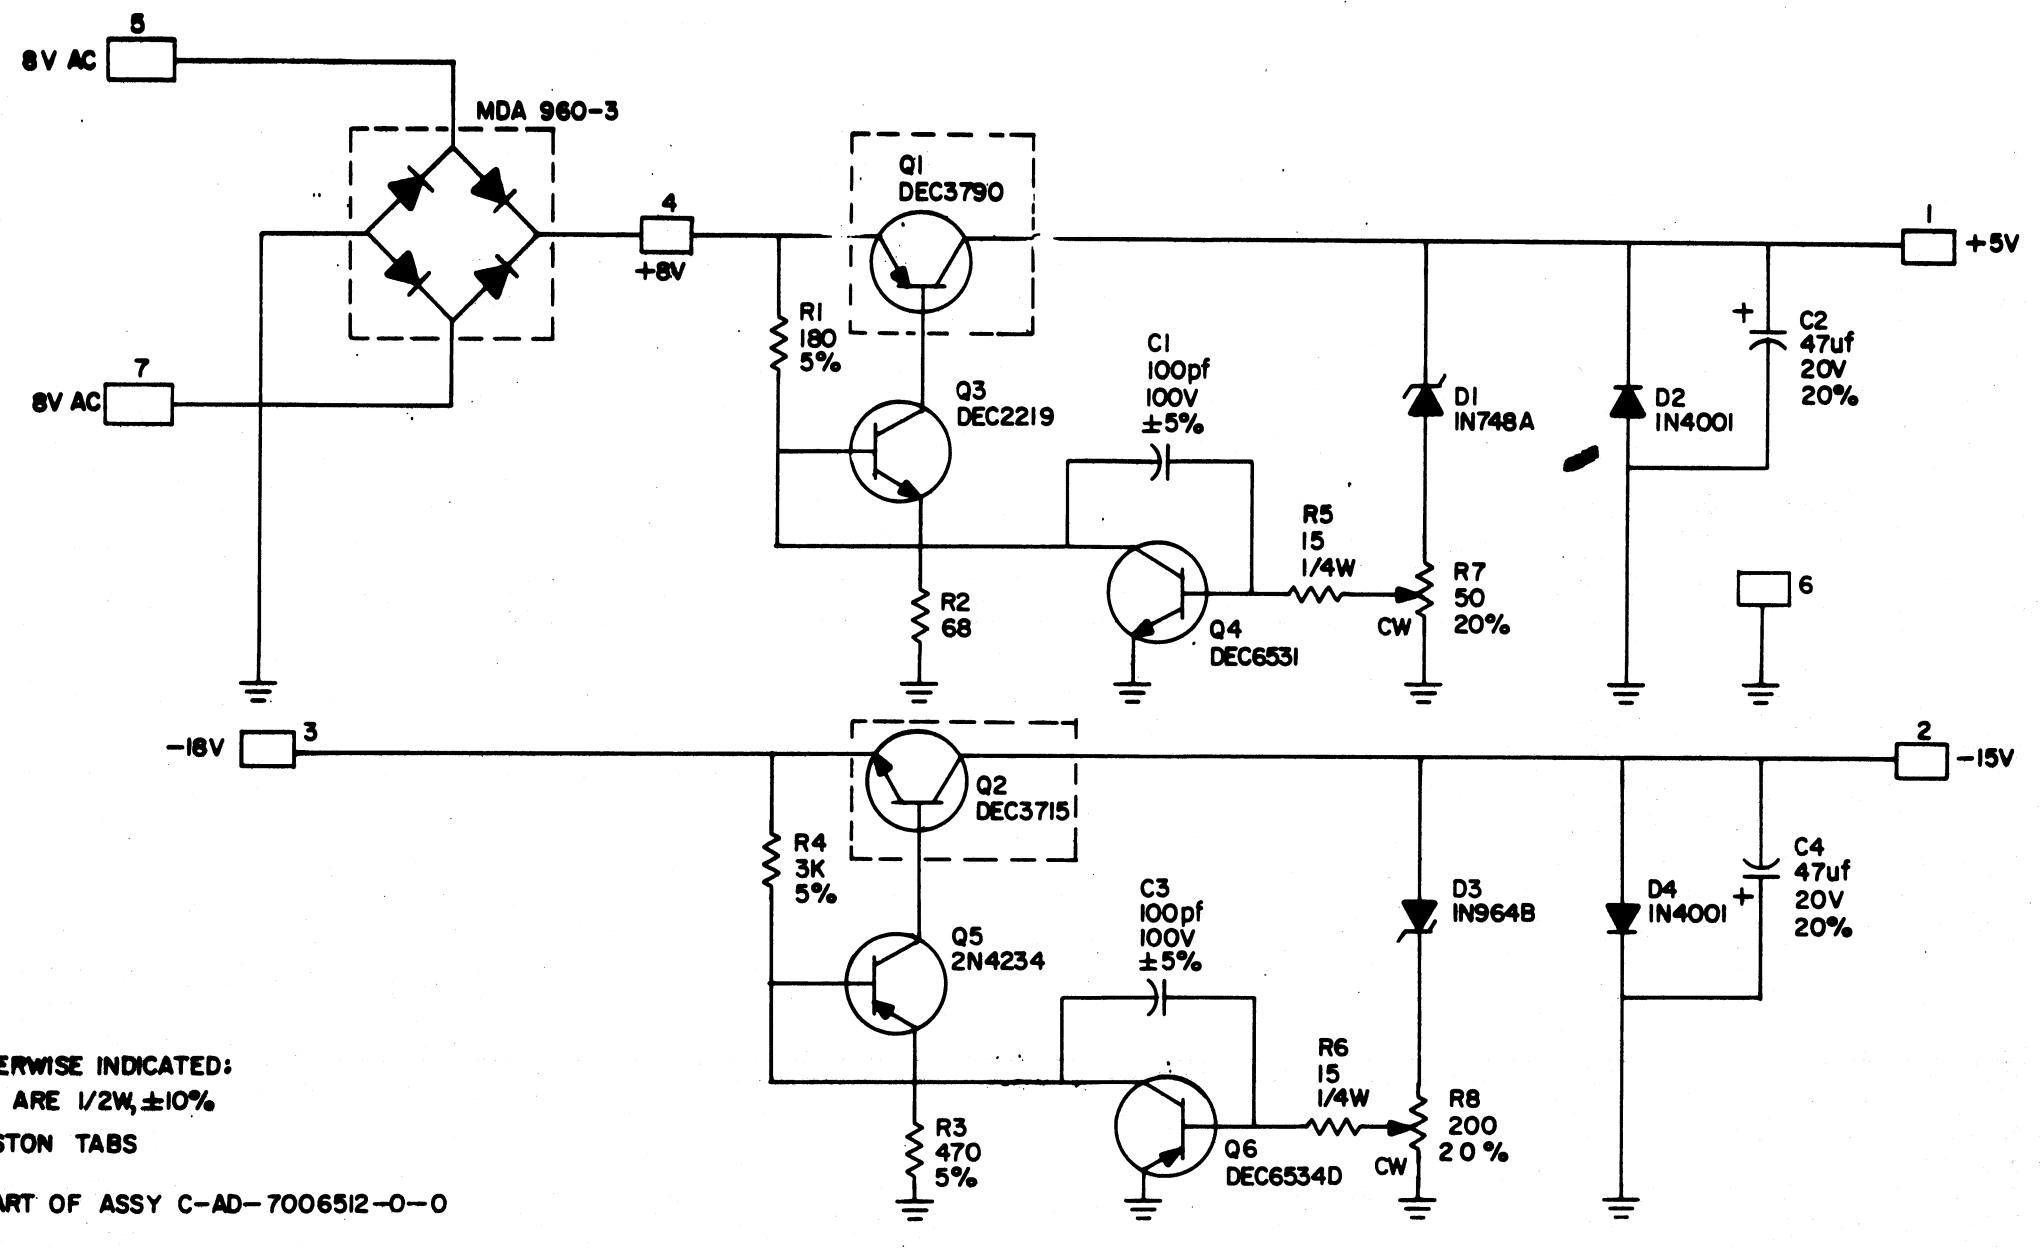 5
8V AC
MDA 960-3
4
+8V
7
8V AC
Q1
DEC3790
R1
180
5%
Q3
DEC2219
C1
100pf
100V
±5%
R2
68
Q4
DEC6531
R5
15
1/4W
CW
R7
50
20%
D1
IN748A
D2
IN4001
C2
47uf
20V
20%
+
1
+5V
6
-18V
3
Q2
DEC3715
R4
3K
5%
Q5
2N4234
C3
100pf
100V
±5%
R3
470
5%
Q6
DEC6534D
R6
15
1/4W
CW
R8
200
20%
D3
IN964B
D4
IN4001
C4
47uf
20V
20%
+
2
-15V
ERWISE INDICATED:
ARE 1/2W, ±10%
STON TABS
ART OF ASSY C-AD-7006512-0-0